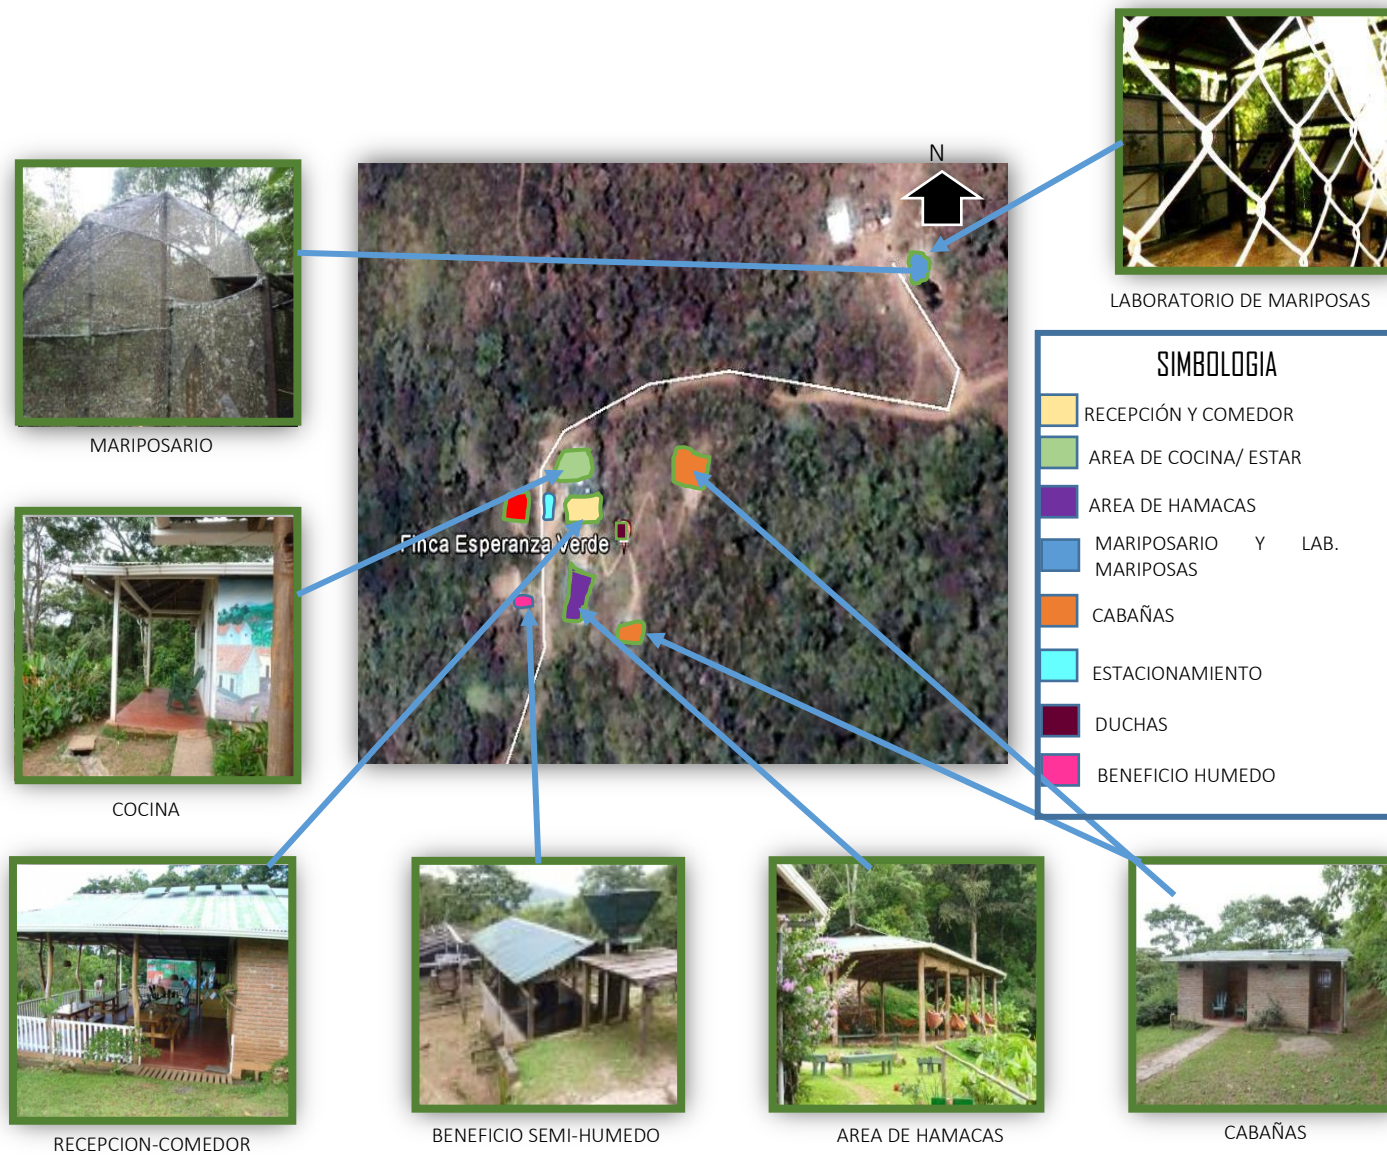 N
LABORATORIO DE MARIPOSAS
SIMBOLOGIA
RECEPCIÓN Y COMEDOR
AREA DE COCINA/ ESTAR
AREA DE HAMACAS
MARIPOSARIO Y LAB.
MARIPOSAS
CABAÑAS
ESTACIONAMIENTO
DUCHAS
BENEFICIO HUMEDO
MARIPOSARIO
Finca Esperanza Verde
COCINA
RECEPCION-COMEDOR
BENEFICIO SEMI-HUMEDO
AREA DE HAMACAS
CABAÑAS